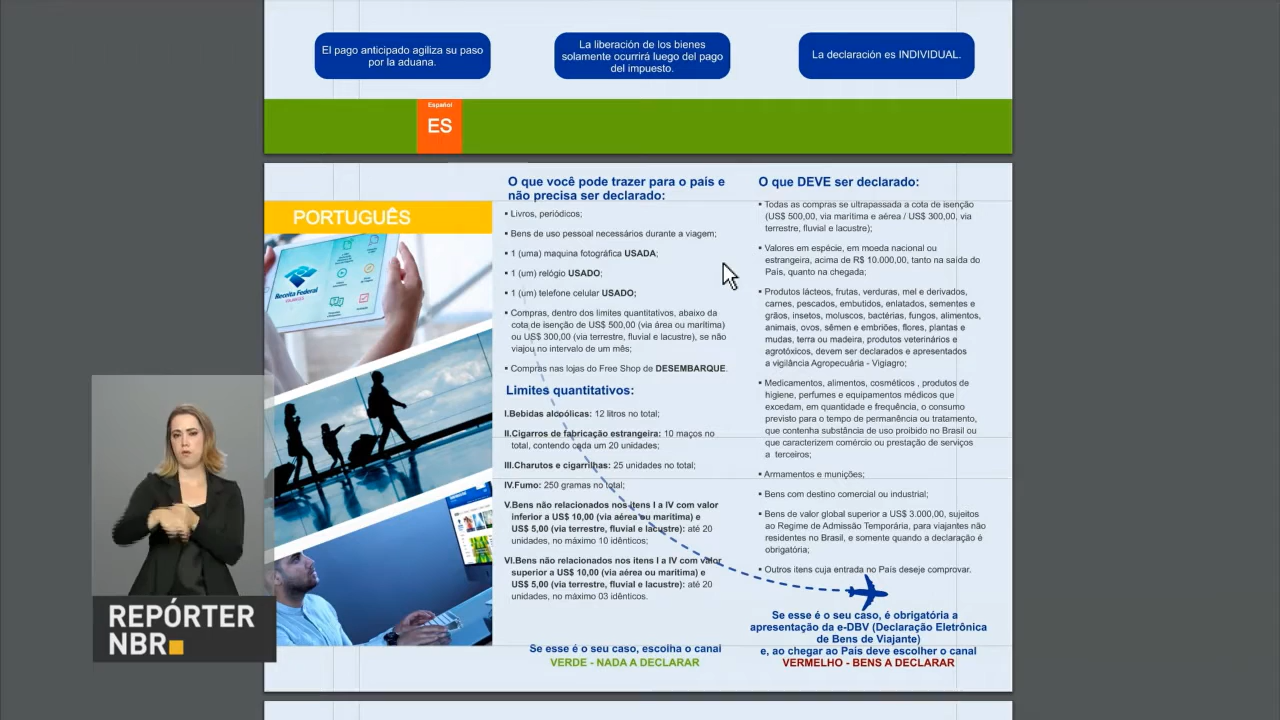 El pago anticipado agiliza su paso
por la aduana.
La liberación de los bienes
solamente ocurrirá luego del pago
del impuesto.
La declaración es INDIVIDUAL.
Español
ES
PORTUGUÊS
Receita Federal
O que você pode trazer para o país e
não precisa ser declarado:
▪ Livros, periódicos;
▪ Bens de uso pessoal necessários durante a viagem;
▪ 1 (uma) maquina fotográfica USADA;
▪ 1 (um) relógio USADO;
▪ 1 (um) telefone celular USADO;
▪ Compras, dentro dos limites quantitativos, abaixo da
cota de isenção de US$ 500,00 (via área ou marítima)
ou US$ 300,00 (via terrestre, fluvial e lacustre), se não
viajou no intervalo de um mês;
▪ Compras nas lojas do Free Shop de DESEMBARQUE.
Limites quantitativos:
I.Bebidas alcoólicas: 12 litros no total;
II.Cigarros de fabricação estrangeira: 10 maços no
total, contendo cada um 20 unidades;
III.Charutos e cigarrilhas: 25 unidades no total;
IV.Fumo: 250 gramas no total;
V.Bens não relacionados nos itens I a IV com valor
inferior a US$ 10,00 (via aérea ou marítima) e
US$ 5,00 (via terrestre, fluvial e lacustre): até 20
unidades, no máximo 10 idênticos;
VI.Bens não relacionados nos itens I a IV com valor
superior a US$ 10,00 (via aérea ou marítima) e
US$ 5,00 (via terrestre, fluvial e lacustre): até 20
unidades, no máximo 03 idênticos.
Se esse é o seu caso, escolha o canal
VERDE - NADA A DECLARAR
O que DEVE ser declarado:
▪ Todas as compras se ultrapassada a cota de isenção
(US$ 500,00, via marítima e aérea / US$ 300,00, via
terrestre, fluvial e lacustre);
▪ Valores em espécie, em moeda nacional ou
estrangeira, acima de R$ 10.000,00, tanto na saída do
País, quanto na chegada;
▪ Produtos lácteos, frutas, verduras, mel e derivados,
carnes, pescados, embutidos, enlatados, sementes e
grãos, insetos, moluscos, bactérias, fungos, alimentos,
animais, ovos, sêmen e embriões, flores, plantas e
mudas, terra ou madeira, produtos veterinários e
agrotóxicos, devem ser declarados e apresentados
a vigilância Agropecuária - Vigiagro;
▪ Medicamentos, alimentos, cosméticos , produtos de
higiene, perfumes e equipamentos médicos que
excedam, em quantidade e frequência, o consumo
previsto para o tempo de permanência ou tratamento,
que contenha substância de uso proibido no Brasil ou
que caracterizem comércio ou prestação de serviços
a terceiros;
▪ Armamentos e munições;
▪ Bens com destino comercial ou industrial;
▪ Bens de valor global superior a US$ 3.000,00, sujeitos
ao Regime de Admissão Temporária, para viajantes não
residentes no Brasil, e somente quando a declaração é
obrigatória;
▪ Outros itens cuja entrada no País deseje comprovar.
Se esse é o seu caso, é obrigatória a
apresentação da e-DBV (Declaração Eletrônica
de Bens de Viajante)
e, ao chegar ao País deve escolher o canal
VERMELHO - BENS A DECLARAR
REPÓRTER
NBR